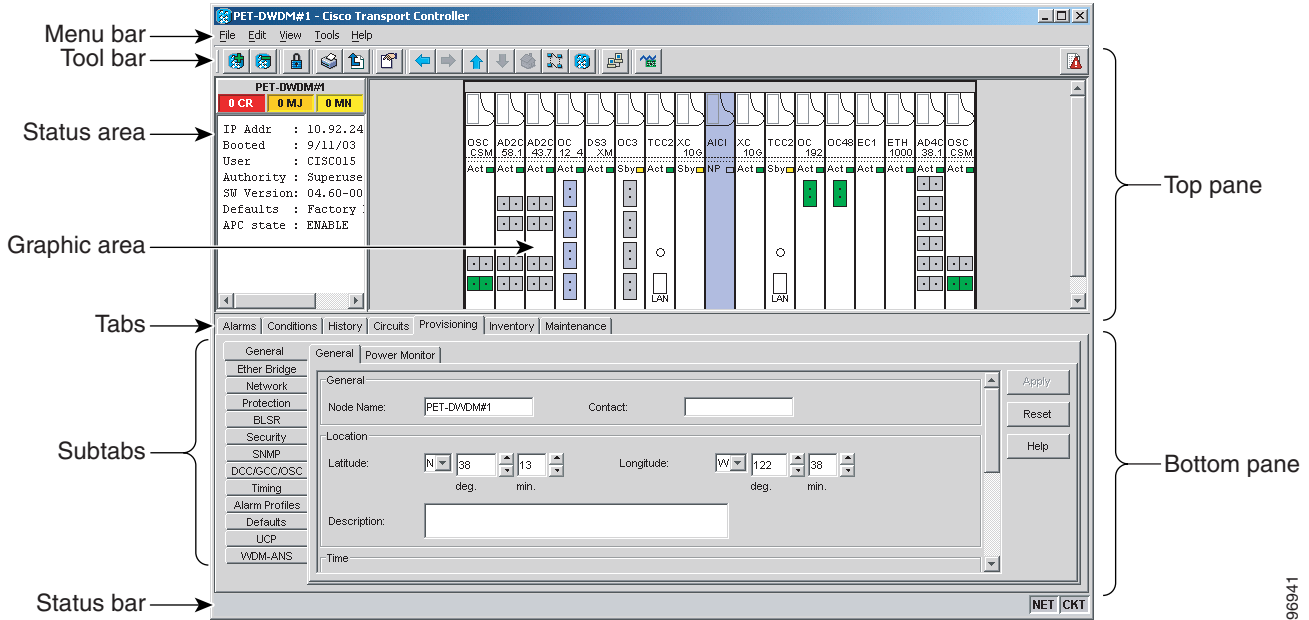 PET-DWDM#1 - Cisco Transport Controller
Menu bar
File Edit View Tools Help
Tool bar
PET-DWDM#1
0 CR 0 MJ 0 MN
Status area
IP Addr : 10.92.24
Booted : 9/11/03
User : CISCO15
Authority : Superuse
SW Version: 04.60-00
Defaults : Factory
APC state : ENABLE
OSC AD2C AD2C OC DS3 OC3 TCC2 XC AICI XC TCC2 OC OC48 EC1 ETH AD4C OSC
CSM 58.1 43.7 12_4 XM 10G 10G 192 1000 38.1 CSM
Act Act Act Act Act Sby Act Sby NP Act Sby Act Act Act Act Act Act
LAN LAN
Graphic area
Top pane
Tabs
Alarms Conditions History Circuits Provisioning Inventory Maintenance
Subtabs
General
Ether Bridge
Network
Protection
BLSR
Security
SNMP
DCC/GCC/OSC
Timing
Alarm Profiles
Defaults
UCP
WDM-ANS
General Power Monitor
General
Node Name: PET-DWDM#1 Contact:
Location
Latitude: N 38 13 Longitude: W 122 38
deg. min. deg. min.
Description:
Time
Apply
Reset
Help
Bottom pane
Status bar
NET CKT
96941